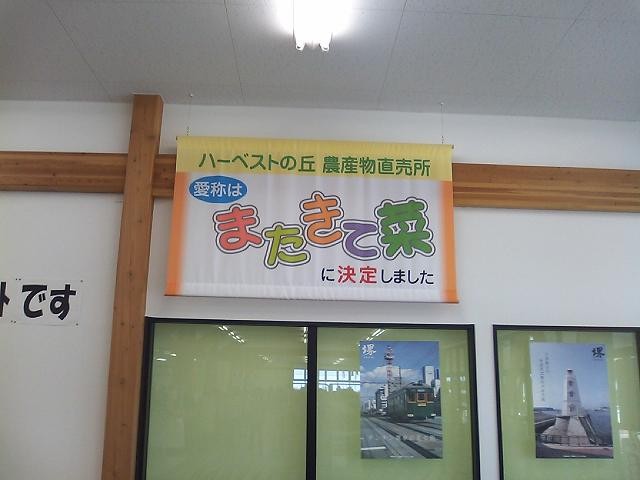 ハーベストの丘 農産物直売所
愛称は
またきて菜
に決定しました
トです
堺
堺